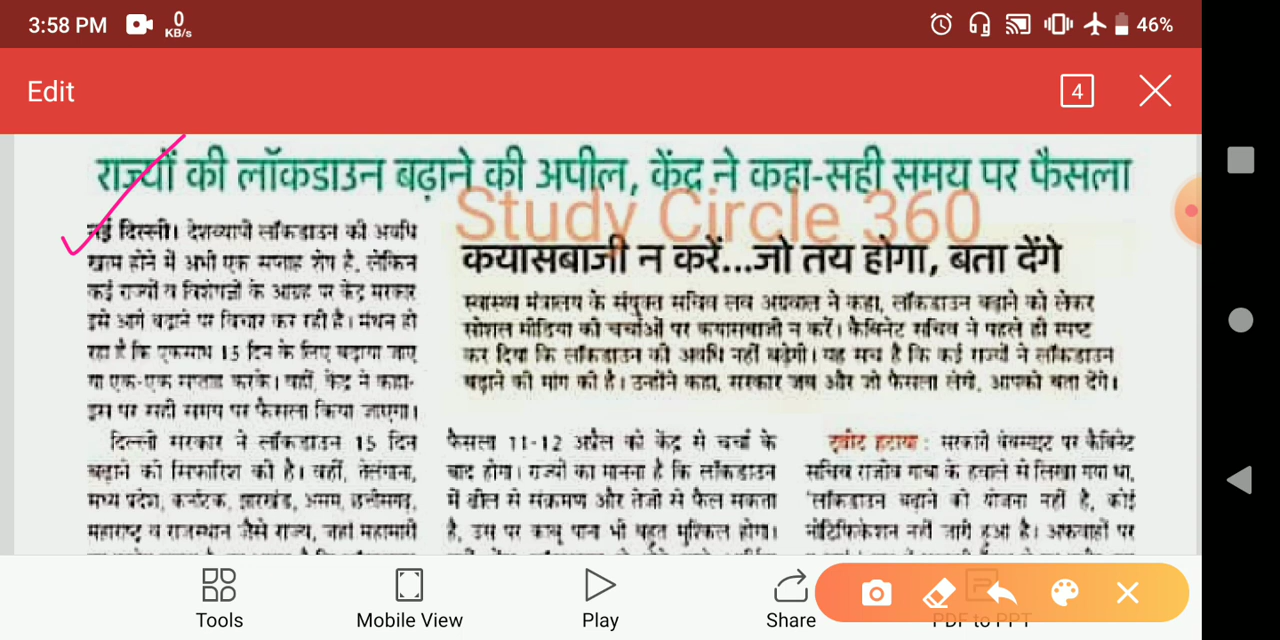 3:58 PM 0 KB/s 46%
Edit 4
राज्यों की लॉकडाउन बढ़ाने की अपील, केंद्र ने कहा-सही समय पर फैसला
Study Circle 360
नई दिल्ली। देशव्यापी लॉकडाउन की अवधि
खत्म होने में अभी एक सप्ताह शेष है, लेकिन
कई राज्यों व विशेषज्ञों के आग्रह पर केंद्र सरकार
इसे आगे बढ़ाने पर विचार कर रही है। मंथन हो
रहा है कि एकसाथ 15 दिन के लिए बढ़ाया जाए
या एक-एक सप्ताह करके। वहीं, केंद्र ने कहा-
इस पर सही समय पर फैसला किया जाएगा।
दिल्ली सरकार ने लॉकडाउन 15 दिन
बढ़ाने की सिफारिश की है। वहीं, तेलंगाना,
मध्य प्रदेश, कर्नाटक, झारखंड, असम, छत्तीसगढ़,
महाराष्ट्र व राजस्थान जैसे राज्य, जहां महामारी
कयासबाजी न करें...जो तय होगा, बता देंगे
स्वास्थ्य मंत्रालय के संयुक्त सचिव लव अग्रवाल ने कहा, लॉकडाउन बढ़ाने को लेकर
सोशल मीडिया की चर्चाओं पर कयासबाजी न करें। कैबिनेट सचिव ने पहले ही स्पष्ट
कर दिया कि लॉकडाउन की अवधि नहीं बढ़ेगी। यह सच है कि कई राज्यों ने लॉकडाउन
बढ़ाने की मांग की है। उन्होंने कहा, सरकार जब और जो फैसला लेगी, आपको बता देंगे।
फैसला 11-12 अप्रैल को केंद्र से चर्चा के
बाद होगा। राज्यों का मानना है कि लॉकडाउन
में ढील से संक्रमण और तेजी से फैल सकता
है, उस पर काबू पाना भी बहुत मुश्किल होगा।
ट्वीट हटाया : सरकारी वेबसाइट पर कैबिनेट
सचिव राजीव गाबा के हवाले से लिखा गया था,
'लॉकडाउन बढ़ाने की योजना नहीं है, कोई
नोटिफिकेशन नहीं जारी हुआ है। अफवाहों पर
Tools Mobile View Play Share PDF to PPT